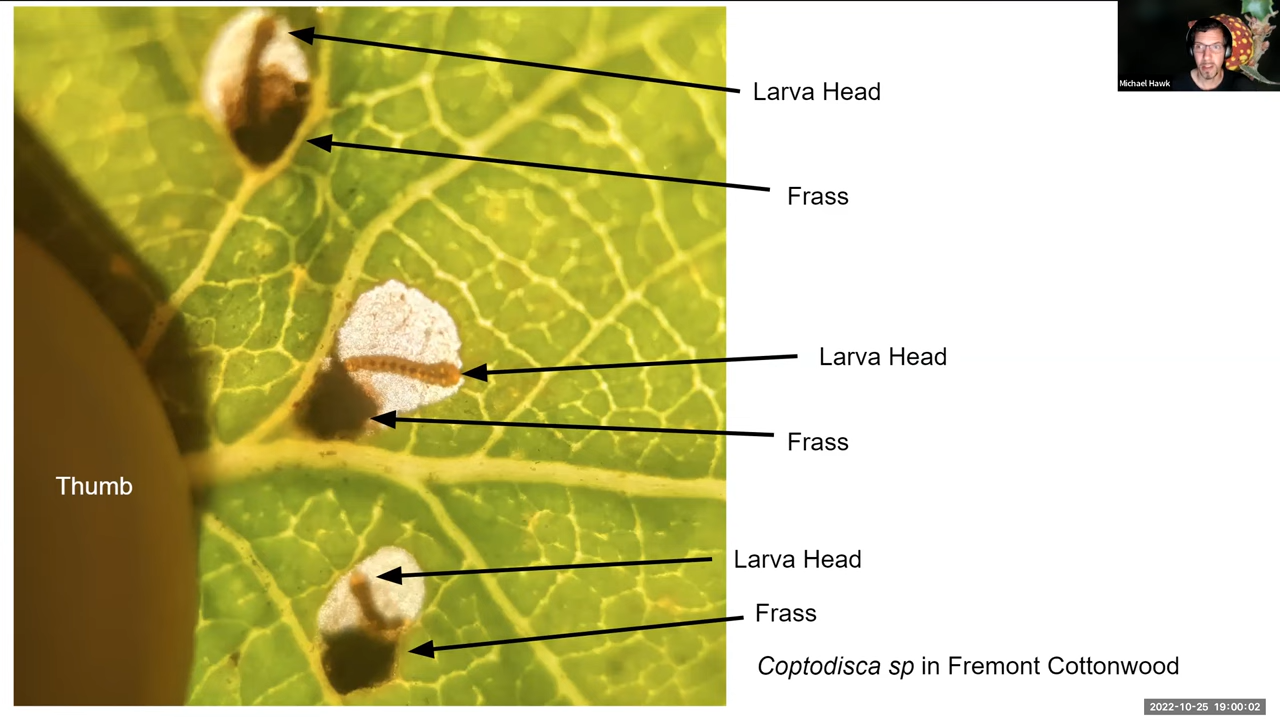 Michael Hawk
Larva Head
Frass
Larva Head
Frass
Thumb
Larva Head
Frass
Coptodisca sp in Fremont Cottonwood
2022-10-25 19:00:02